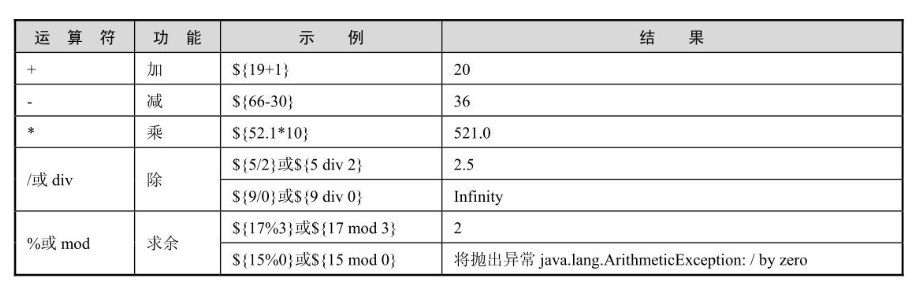 运 算 符 功 能 示 例 结 果
+ 加 ${19+1} 20
- 减 ${66-30} 36
* 乘 ${52.1*10} 521.0
/或 div 除 ${5/2}或${5 div 2} 2.5
${9/0}或${9 div 0} Infinity
%或 mod 求余 ${17%3}或${17 mod 3} 2
${15%0}或${15 mod 0} 将抛出异常 java.lang.ArithmeticException: / by zero